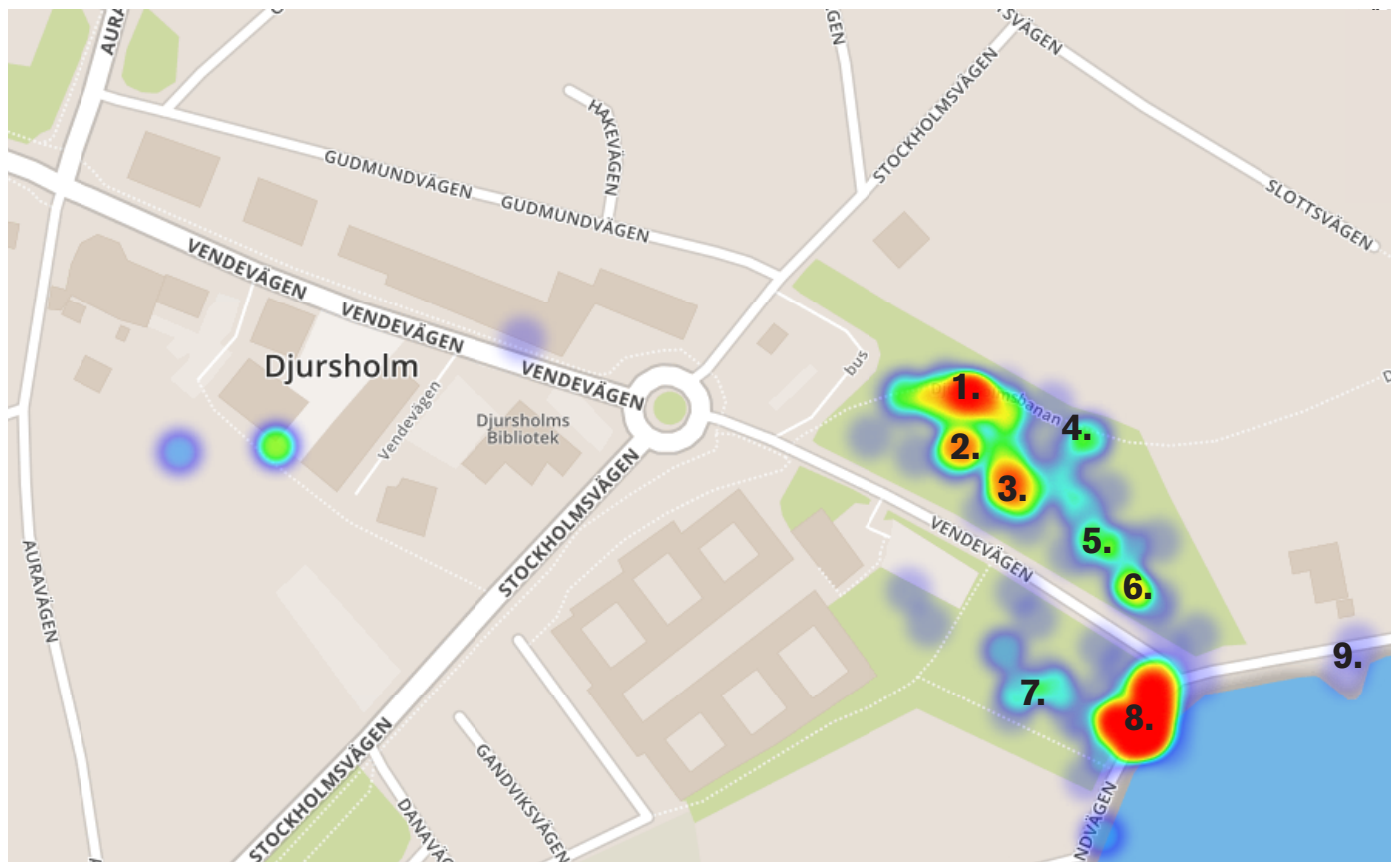 HAKEVÄGEN
STOCKHOLMSVÄGEN
SLOTTSVÄGEN
GUDMUNDVÄGEN
GUDMUNDVÄGEN
VENDEVÄGEN
VENDEVÄGEN
VENDEVÄGEN
Djursholm
bus
Vendevägen
Djursholms
Bibliotek
1.
2.
3.
4.
5.
6.
7.
8.
9.
VENDEVÄGEN
STOCKHOLMSVÄGEN
AURAVÄGEN
STOCKHOLMSVÄGEN
GANDVIKSVÄGEN